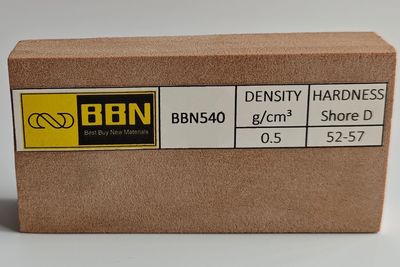 BBN
Best Buy New Materials
BBN540
DENSITY
g/cm³
0.5
HARDNESS
Shore D
52-57